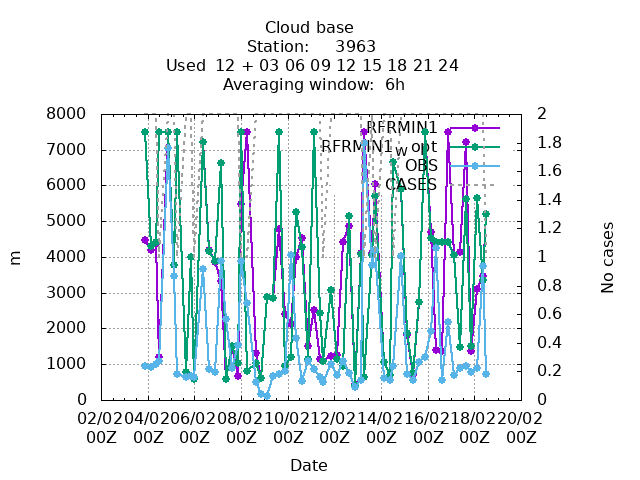 Cloud base
Station: 3963
Used 12 + 03 06 09 12 15 18 21 24
Averaging window: 6h
8000
7000
6000
5000
4000
3000
2000
1000
0
m
2
1.8
1.6
1.4
1.2
1
0.8
0.6
0.4
0.2
0
No cases
RFRMIN1
RFRMIN1w opt
OBS
CASES
02/02 04/02 06/02 08/02 10/02 12/02 14/02 16/02 18/02 20/02
00Z 00Z 00Z 00Z 00Z 00Z 00Z 00Z 00Z 00Z
Date